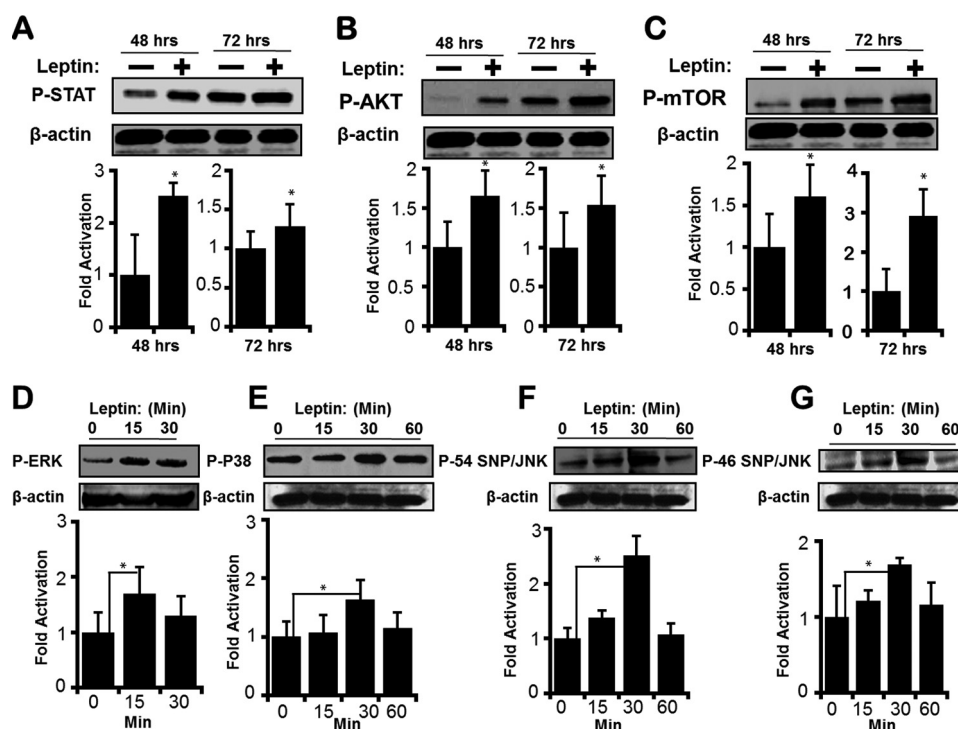 A
48 hrs 72 hrs
Leptin: − + − +
P-STAT
β-actin
Fold Activation
3
2
1
0
48 hrs
2
1.5
1
0.5
0
72 hrs
B
48 hrs 72 hrs
− + − +
P-AKT
β-actin
2
1.5
1
0.5
0
*
48 hrs
2
1.5
1
0.5
0
*
72 hrs
C
48 hrs 72 hrs
Leptin: − + − +
P-mTOR
β-actin
Fold Activation
2
1.5
1
0.5
0
*
48 hrs
4
3
2
1
0
*
72 hrs
D
Leptin: (Min)
0 15 30
P-ERK
β-actin
Fold Activation
3
2
1
0
*
0 15 30
Min
E
Leptin: (Min)
0 15 30 60
P-P38
β-actin
3
2
1
0
*
0 15 30 60
Min
F
Leptin: (Min)
0 15 30 60
P-54 SNP/JNK
β-actin
Fold Activation
3
2
1
0
*
0 15 30 60
Min
G
Leptin: (Min)
0 15 30 60
P-46 SNP/JNK
β-actin
Fold Activation
2
1
0
*
0 15 30 60
Min